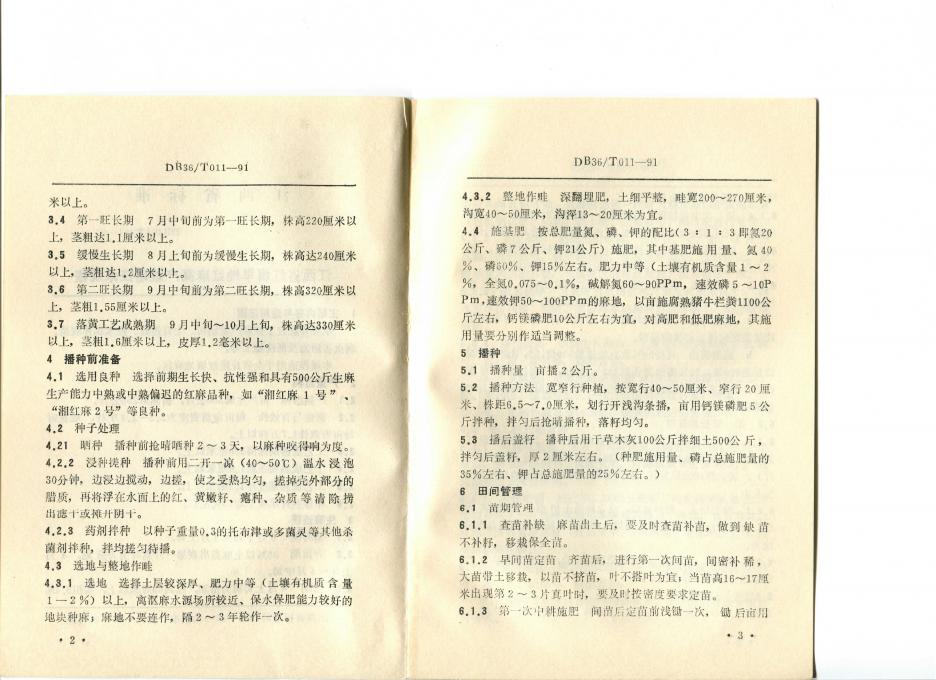 DB36/T011—91
米以上。
3.4 第一旺长期 7月中旬前为第一旺长期，株高220厘米以
上，茎粗达1.1厘米以上。
3.5 缓慢生长期 8月上旬前为缓慢生长期，株高达240厘米
以上，茎粗达1.2厘米以上。
3.6 第二旺长期 9月中旬前为第二旺长期，株高320厘米以
上，茎粗1.55厘米以上。
3.7 落黄工艺成熟期 9月中旬～10月上旬，株高达330厘米
以上，茎粗1.6厘米以上，皮厚1.2毫米以上。
4 播种前准备
4.1 选用良种 选择前期生长快、抗性强和具有500公斤生麻
生产能力中熟或中熟偏迟的红麻品种，如“湘红麻1号”、
“湘红麻2号”等良种。
4.2 种子处理
4.21 晒种 播种前抢晴晒种2～3天，以麻种咬得响为度。
4.2.2 浸种搓种 播种前用二开一凉（40～50℃）温水浸泡
30分钟，边浸边搅动，边搓，使之受热均匀，搓掉壳外部分的
腊质，再将浮在水面上的红、黄嫩籽、瘪种、杂质等清除捞
出滤干或摊开阴干。
4.2.3 药剂拌种 以种子重量0.3的托布津或多菌灵等其他杀
菌剂拌种，拌均搓匀待播。
4.3 选地与整地作畦
4.3.1 选地 选择土层较深厚、肥力中等（土壤有机质含量
1—2%）以上，离沤麻水源场所较近、保水保肥能力较好的
地块种麻；麻地不要连作，隔2～3年轮作一次。
·2·
DB36/T011—91
4.3.2 整地作畦 深翻埋肥，土细平整，畦宽200～270厘米，
沟宽40～50厘米，沟深13～20厘米为宜。
4.4 施基肥 按总肥量氮、磷、钾的配比（3：1：3即氮20
公斤、磷7公斤、钾21公斤）施肥，其中基肥施用量、氮40
%、磷60%、钾15%左右。肥力中等（土壤有机质含量1～2
%，全氮0.075～0.1%，碱解氮60～90PPm，速效磷5～10P
Pm，速效钾50～100PPm的麻地，以亩施腐熟猪牛栏粪1100公
斤左右，钙镁磷肥10公斤左右为宜，对高肥和低肥麻地，其施
用量要分别作适当调整。
5 播种
5.1 播种量 亩播2公斤。
5.2 播种方法 宽窄行种植，按宽行40～50厘米、窄行20厘
米、株距6.5～7.0厘米，划行开浅沟条播，亩用钙镁磷肥5公
斤拌种，拌匀后抢晴播种，落籽均匀。
5.3 播后盖籽 播种后用干草木灰100公斤拌细土500公斤，
拌匀后盖籽，厚2厘米左右。（种肥施用量、磷占总施肥量的
35%左右、钾占总施肥量的25%左右。）
6 田间管理
6.1 苗期管理
6.1.1 查苗补缺 麻苗出土后，要及时查苗补苗，做到缺苗
不补籽，移栽保全苗。
6.1.2 早间苗定苗 齐苗后，进行第一次间苗，间密补稀，
大苗带土移栽，以苗不挤苗，叶不搭叶为宜；当苗高16～17厘
米出现第2～3片真叶时，要及时按密度要求定苗。
6.1.3 第一次中耕施肥 间苗后定苗前浅锄一次，锄后亩用
·3·